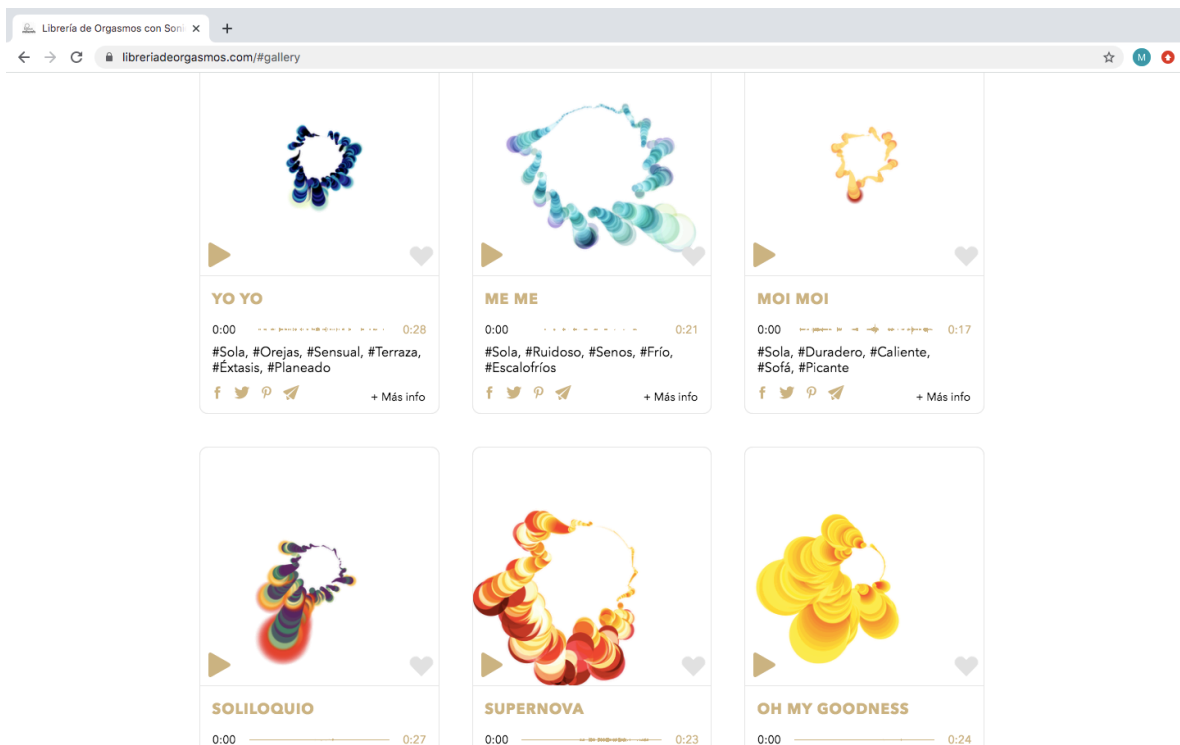 Librería de Orgasmos con Soni
libreriadeorgasmos.com/#gallery
M
YO YO
0:00 0:28
#Sola, #Orejas, #Sensual, #Terraza,
#Éxtasis, #Planeado
+ Más info
ME ME
0:00 0:21
#Sola, #Ruidoso, #Senos, #Frío,
#Escalofríos
+ Más info
MOI MOI
0:00 0:17
#Sola, #Duradero, #Caliente,
#Sofá, #Picante
+ Más info
SOLILOQUIO
0:00 0:27
SUPERNOVA
0:00 0:23
OH MY GOODNESS
0:00 0:24